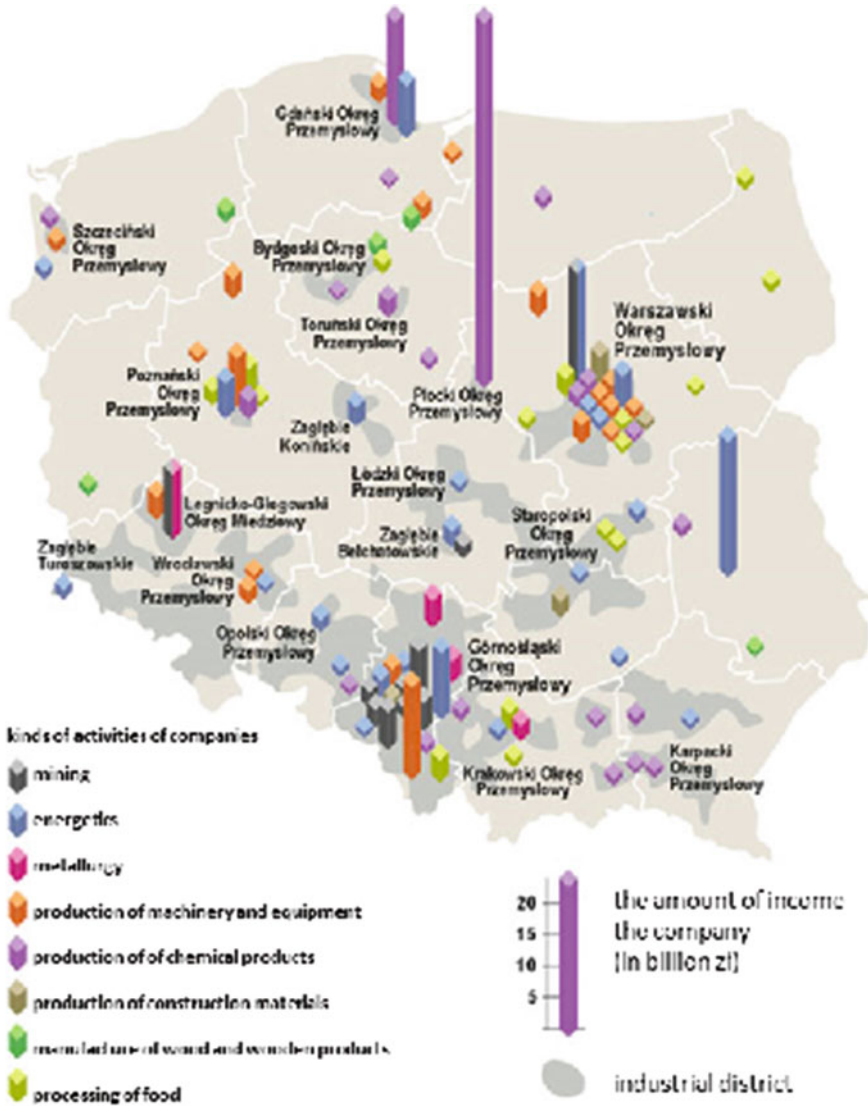 Gdański Okręg
Przemysłowy
Szczeciński
Okręg
Przemysłowy
Bydgoski Okręg
Przemysłowy
Toruński Okręg
Przemysłowy
Warszawski
Okręg
Przemysłowy
Poznański
Okręg
Przemysłowy
Płocki Okręg
Przemysłowy
Zagłębie
Konińskie
Łódzki Okręg
Przemysłowy
Legnicko-Głogowski
Okręg Miedziowy
Zagłębie
Bełchatowskie
Staropolski
Okręg
Przemysłowy
Zagłębie
Turoszowskie
Wrocławski
Okręg
Przemysłowy
Opolski Okręg
Przemysłowy
Górnośląski
Okręg
Przemysłowy
Krakowski Okręg
Przemysłowy
Karpacki
Okręg
Przemysłowy
kinds of activities of companies
mining
energetics
metallurgy
production of machinery and equipment
production of of chemical products
production of construction materials
manufacture of wood and wooden products
processing of food
20
15
10
5
the amount of income
the company
(in billion zł)
industrial district